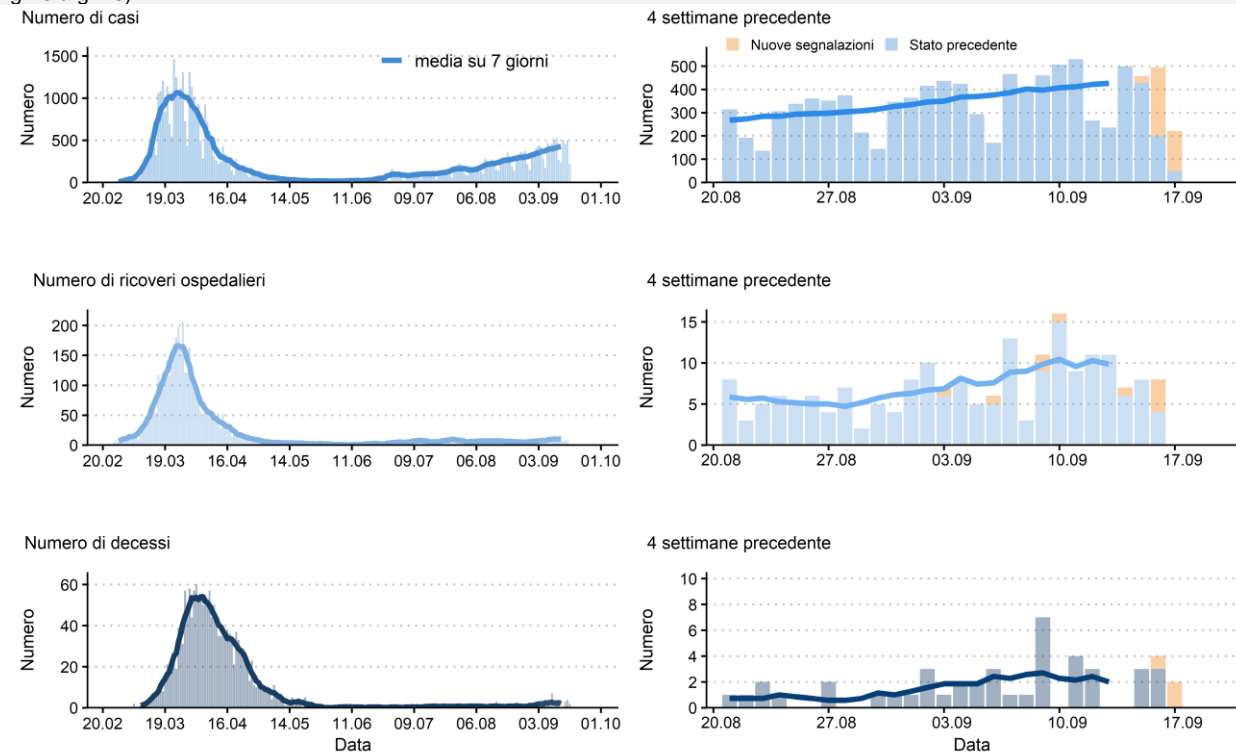 Numero di casi
4 settimane precedente
Nuove segnalazioni Stato precedente
media su 7 giorni
Numero
1500
1000
500
0
20.02 19.03 16.04 14.05 11.06 09.07 06.08 03.09 01.10
Numero
500
400
300
200
100
0
20.08 27.08 03.09 10.09 17.09
Numero di ricoveri ospedalieri
4 settimane precedente
Numero
200
150
100
50
0
20.02 19.03 16.04 14.05 11.06 09.07 06.08 03.09 01.10
Numero
15
10
5
0
20.08 27.08 03.09 10.09 17.09
Numero di decessi
4 settimane precedente
Numero
60
40
20
0
20.02 19.03 16.04 14.05 11.06 09.07 06.08 03.09 01.10
Data
Numero
10
8
6
4
2
0
20.08 27.08 03.09 10.09 17.09
Data